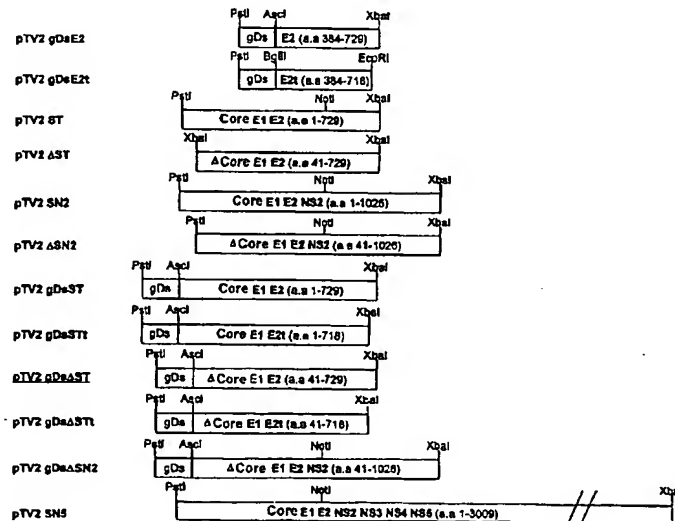 PstI AscI XbaI
pTV2 gDsE2 gDs E2 (a.a 384-729)
PstI BglII EcoRI
pTV2 gDsE2t gDs E2t (a.a 384-718)
PstI NotI XbaI
pTV2 ST Core E1 E2 (a.a 1-729)
XbaI XbaI
pTV2 ΔST ΔCore E1 E2 (a.a 41-729)
PstI NotI XbaI
pTV2 SN2 Core E1 E2 NS2 (a.a 1-1026)
PstI NotI XbaI
pTV2 ΔSN2 ΔCore E1 E2 NS2 (a.a 41-1026)
PstI AscI XbaI
pTV2 gDsST gDs Core E1 E2 (a.a 1-729)
PstI AscI XbaI
pTV2 gDsSTt gDs Core E1 E2t (a.a 1-718)
PstI AscI XbaI
pTV2 gDsΔST gDs ΔCore E1 E2 (a.a 41-729)
PstI AscI XbaI
pTV2 gDsΔSTt gDs ΔCore E1 E2t (a.a 41-718)
PstI AscI NotI XbaI
pTV2 gDsΔSN2 gDs ΔCore E1 E2 NS2 (a.a 41-1026)
PstI NotI
pTV2 SN5 Core E1 E2 NS2 NS3 NS4 NS5 (a.a 1-3009)